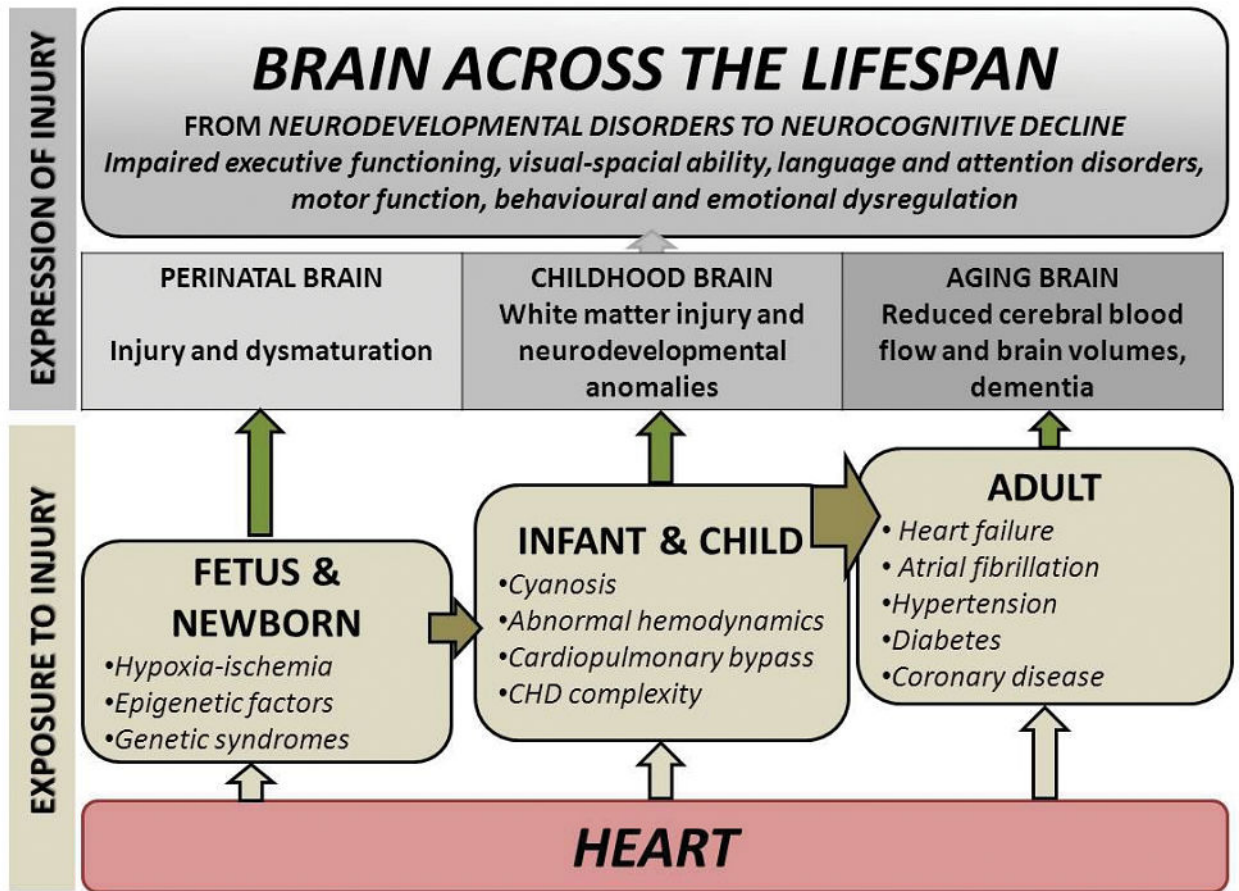 EXPRESSION OF INJURY
BRAIN ACROSS THE LIFESPAN
FROM NEURODEVELOPMENTAL DISORDERS TO NEUROCOGNITIVE DECLINE
Impaired executive functioning, visual-spacial ability, language and attention disorders,
motor function, behavioural and emotional dysregulation
PERINATAL BRAIN
Injury and dysmaturation
CHILDHOOD BRAIN
White matter injury and
neurodevelopmental
anomalies
AGING BRAIN
Reduced cerebral blood
flow and brain volumes,
dementia
EXPOSURE TO INJURY
FETUS &
NEWBORN
•Hypoxia-ischemia
•Epigenetic factors
•Genetic syndromes
INFANT & CHILD
•Cyanosis
•Abnormal hemodynamics
•Cardiopulmonary bypass
•CHD complexity
ADULT
• Heart failure
• Atrial fibrillation
•Hypertension
•Diabetes
•Coronary disease
HEART